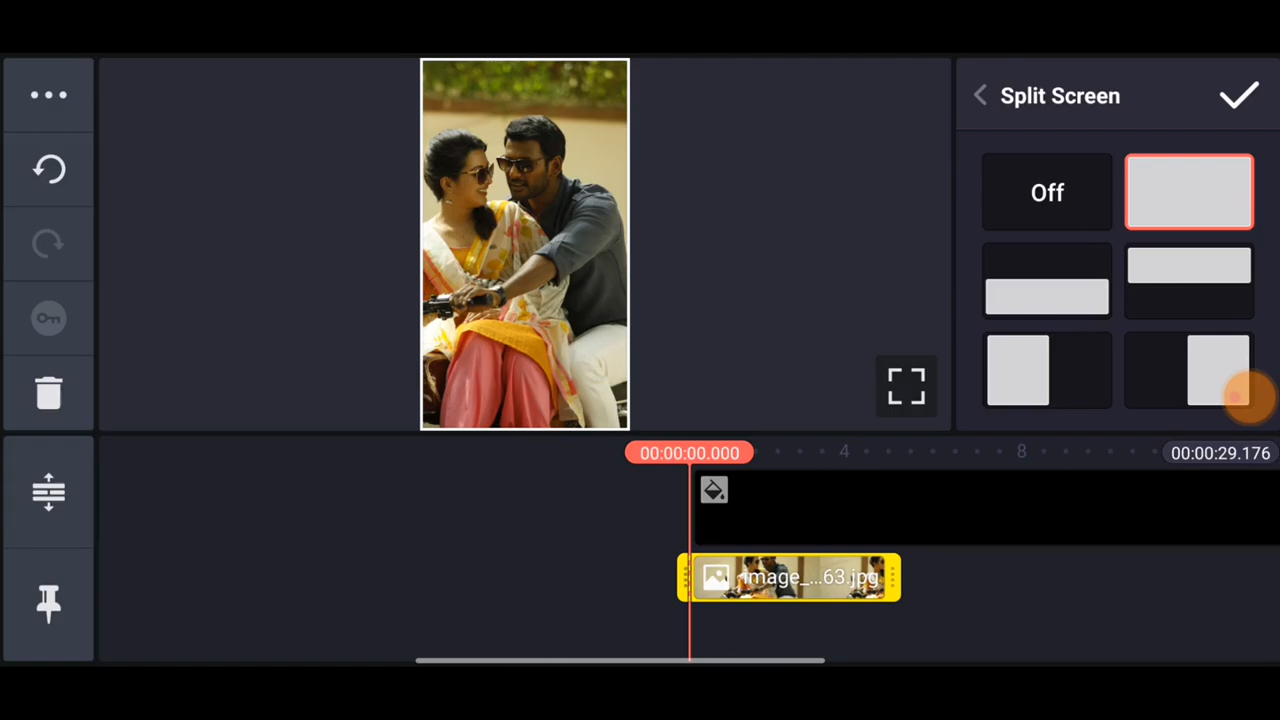 Split Screen
Off
00:00:00.000
4
8
00:00:29.176
image_...63.jpg